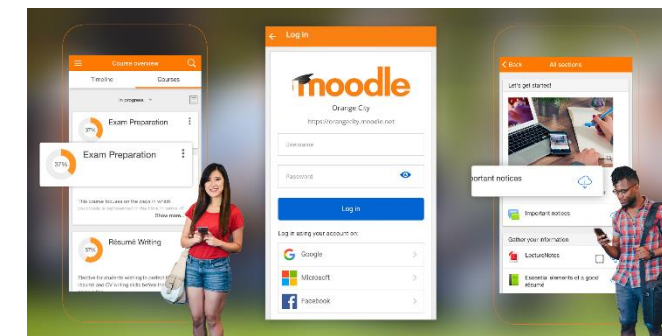 Course overview
Timeline
Courses
In progress
37%
Exam Preparation
37%
Exam Preparation
This course focuses on the ways in which
Show more...
37%
Résumé Writing
Log in
moodle
Orange City
https://orangecity.moodle.net
Username
Password
Log in
Log in using your account on:
Google
Microsoft
Facebook
Back
All sections
Let's get started!
ortant notices
Important notices
Gather your information
LectureNotes
Essential elements of a good
résumé